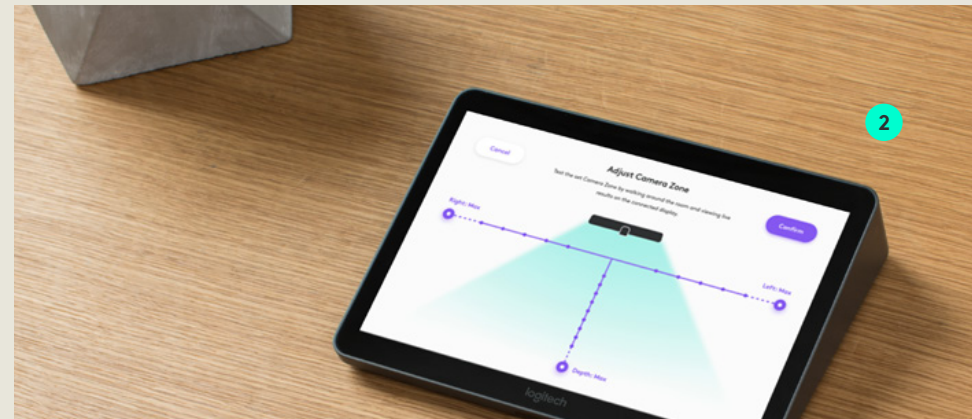 2
Cancel
Adjust Camera Zone
Test the set Camera Zone by walking around the room and viewing live
results on the connected display.
Confirm
Right: Max
Left: Max
Depth: Max
logitech